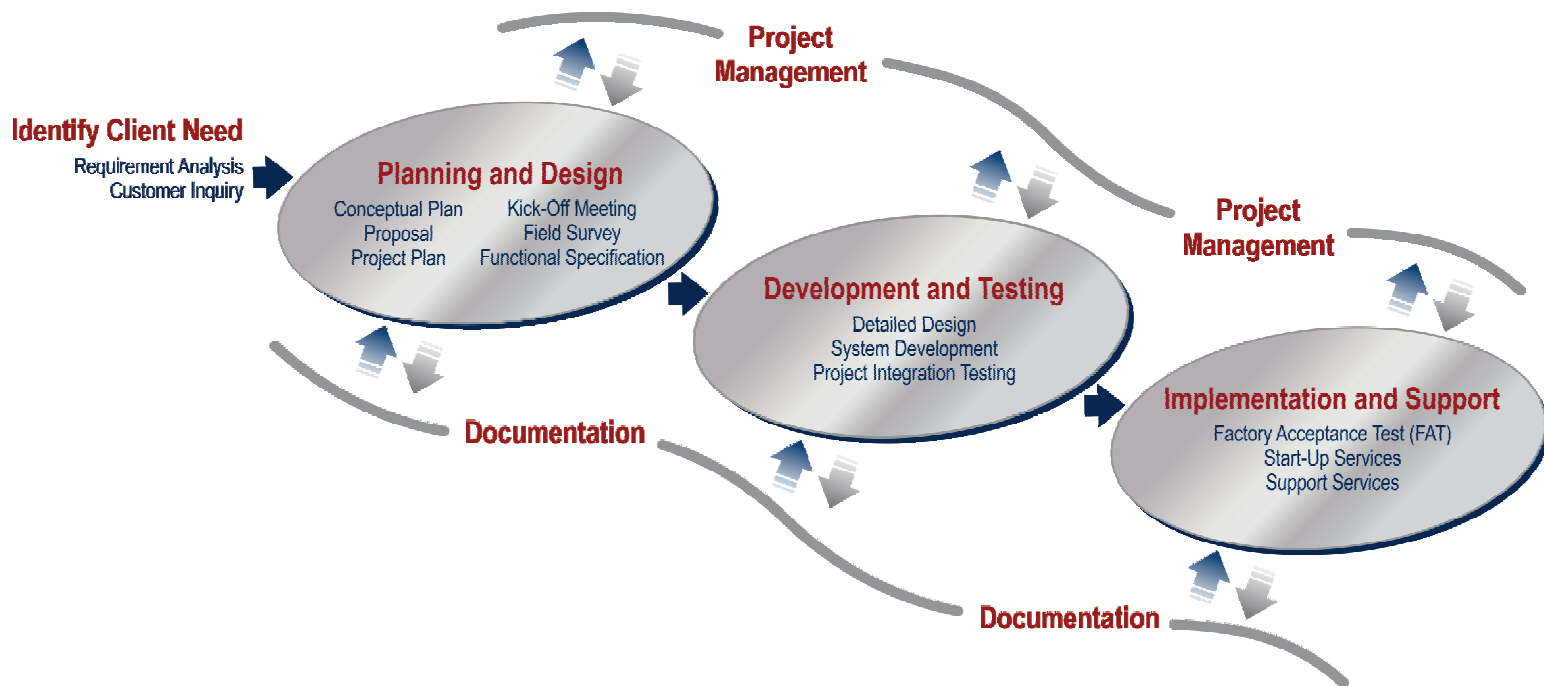 Project
Management
Identify Client Need
Requirement Analysis
Customer Inquiry
Planning and Design
Conceptual Plan
Proposal
Project Plan
Kick-Off Meeting
Field Survey
Functional Specification
Project
Management
Development and Testing
Detailed Design
System Development
Project Integration Testing
Implementation and Support
Factory Acceptance Test (FAT)
Start-Up Services
Support Services
Documentation
Documentation